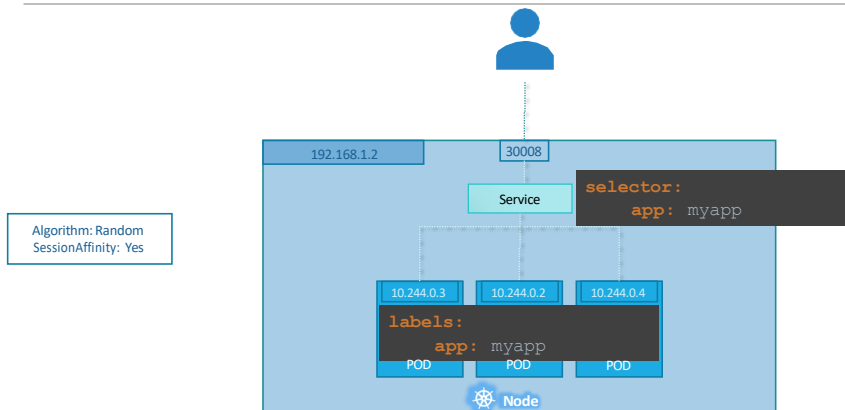 192.168.1.2
30008
Service
selector:
app: myapp
Algorithm: Random
SessionAffinity: Yes
10.244.0.3
10.244.0.2
10.244.0.4
labels:
app: myapp
POD
POD
POD
Node